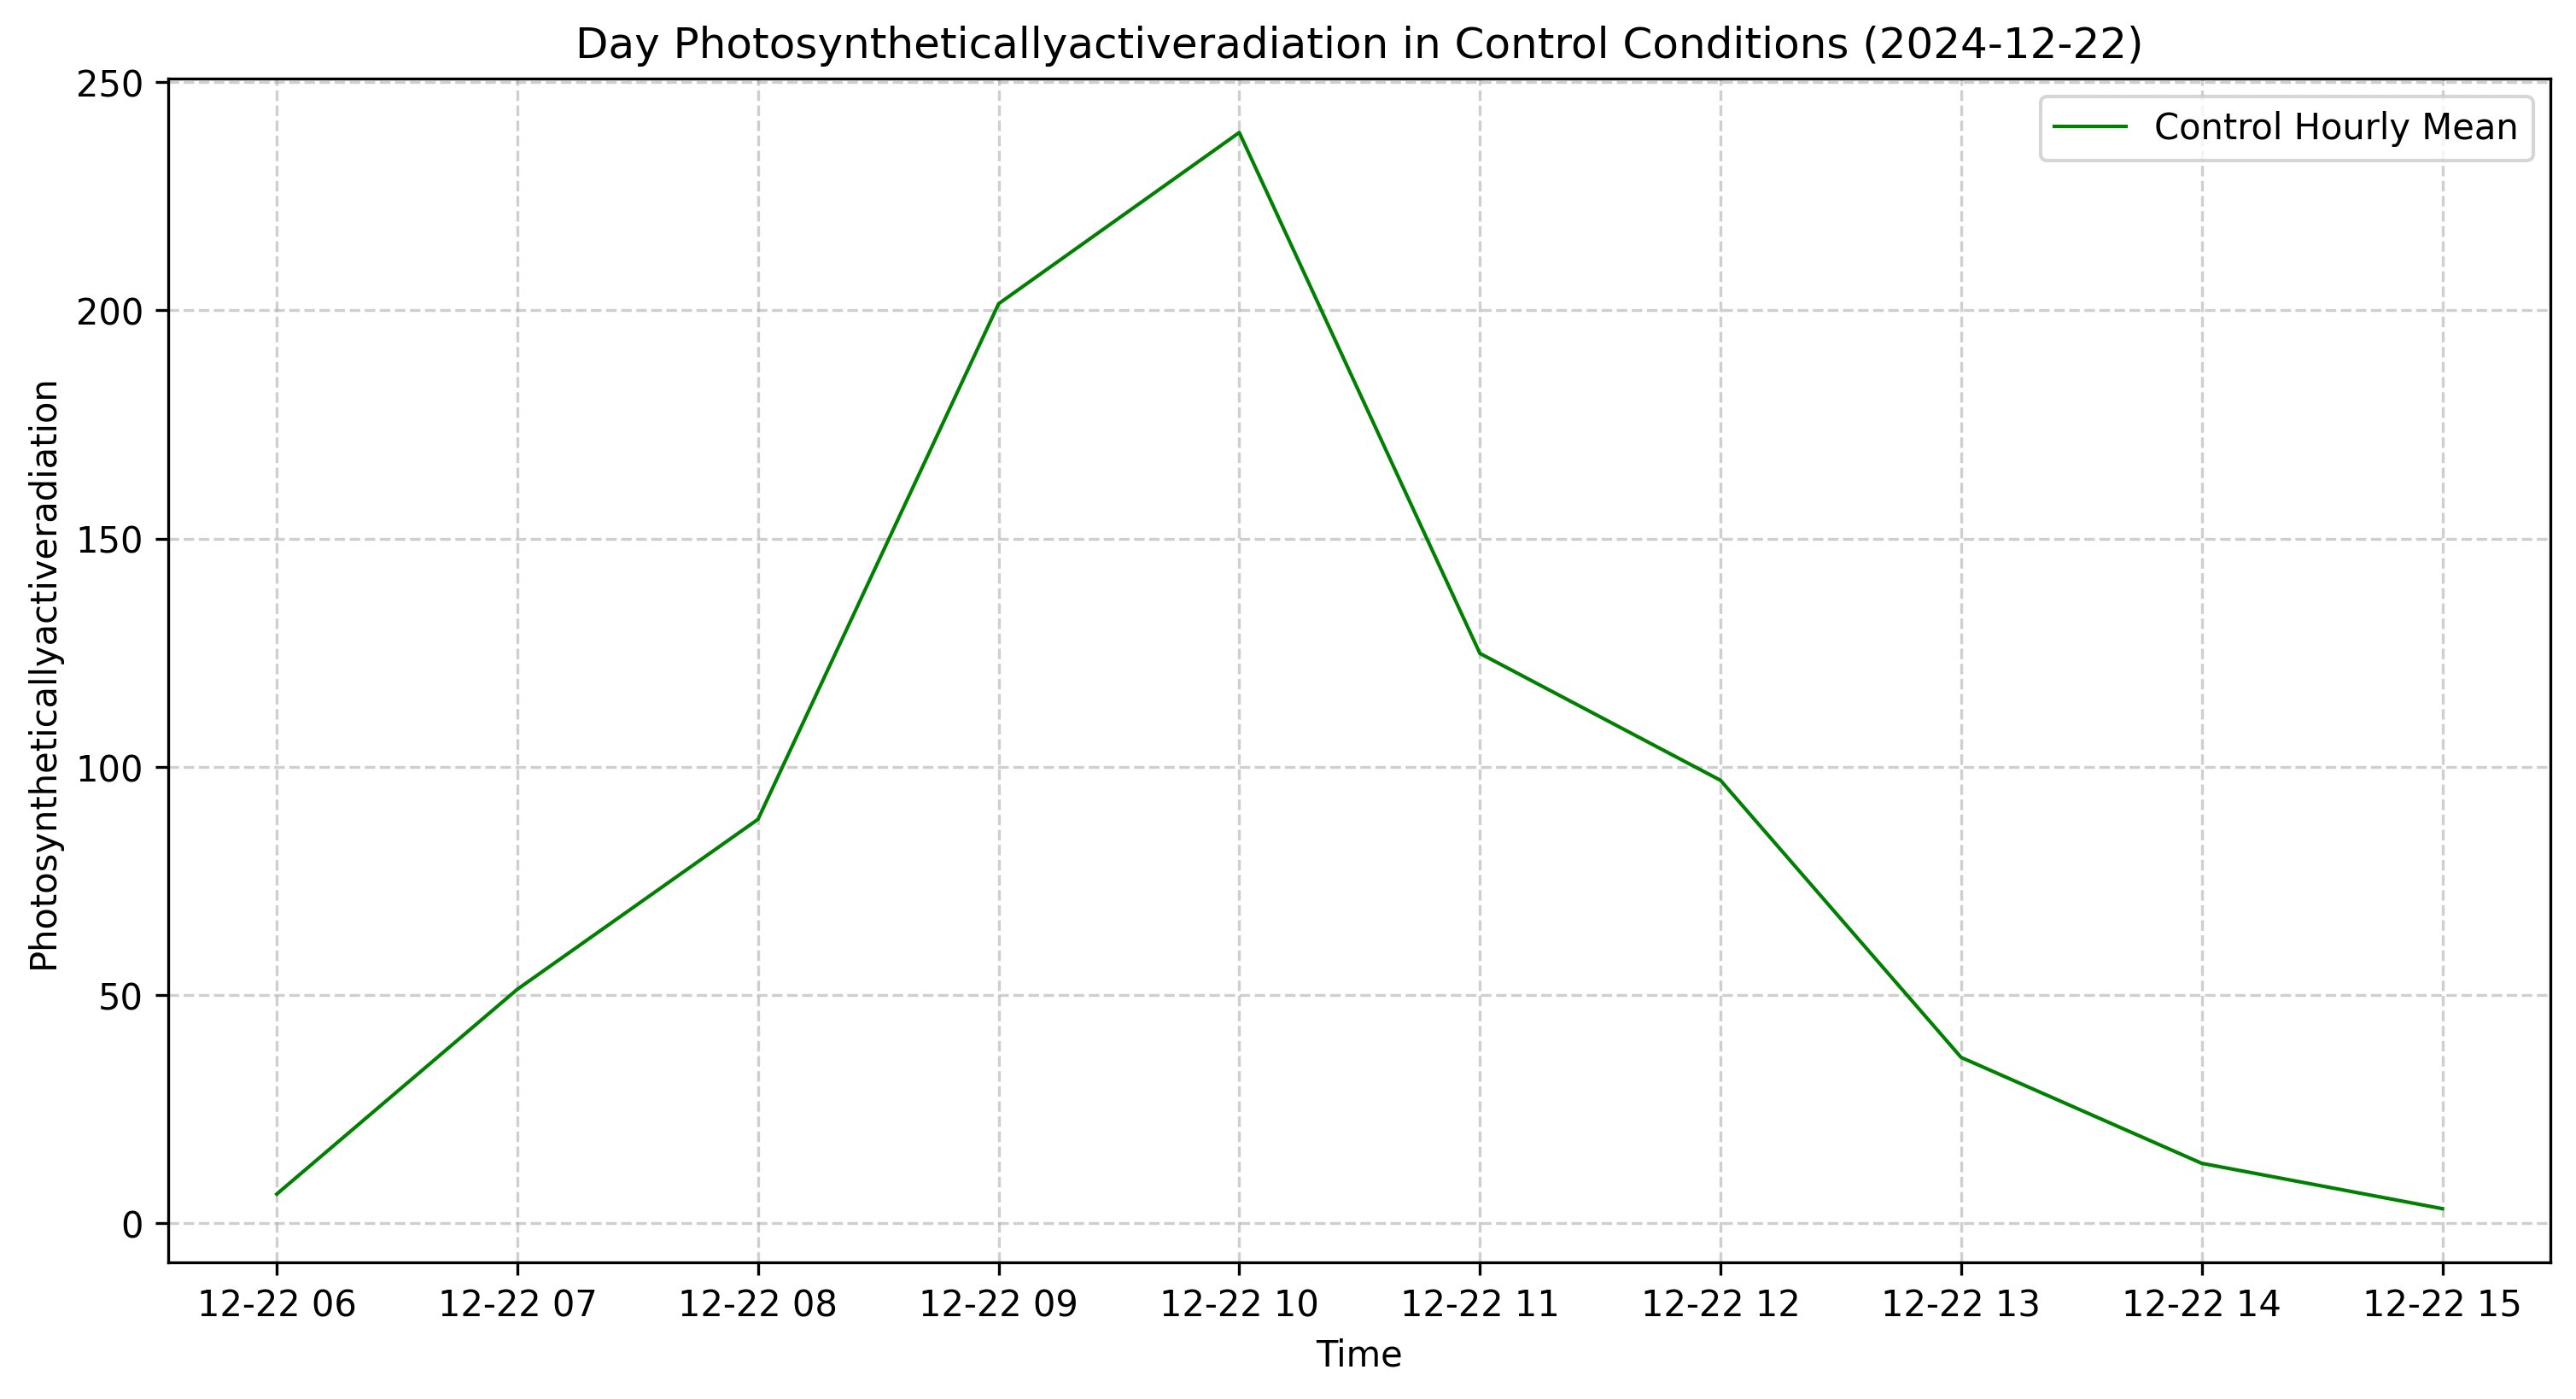 Day Photosyntheticallyactiveradiation in Control Conditions (2024-12-22)
Control Hourly Mean
Photosyntheticallyactiveradiation
250
200
150
100
50
0
12-22 06 12-22 07 12-22 08 12-22 09 12-22 10 12-22 11 12-22 12 12-22 13 12-22 14 12-22 15
Time